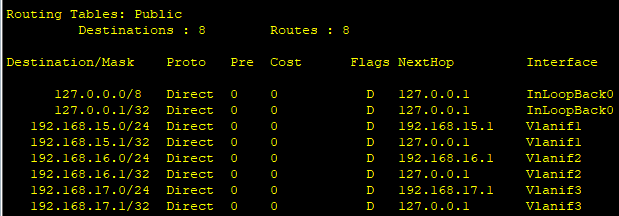 Routing Tables: Public
Destinations : 8 Routes : 8
Destination/Mask Proto Pre Cost Flags NextHop Interface
127.0.0.0/8 Direct 0 0 D 127.0.0.1 InLoopBack0
127.0.0.1/32 Direct 0 0 D 127.0.0.1 InLoopBack0
192.168.15.0/24 Direct 0 0 D 192.168.15.1 Vlanif1
192.168.15.1/32 Direct 0 0 D 127.0.0.1 Vlanif1
192.168.16.0/24 Direct 0 0 D 192.168.16.1 Vlanif2
192.168.16.1/32 Direct 0 0 D 127.0.0.1 Vlanif2
192.168.17.0/24 Direct 0 0 D 192.168.17.1 Vlanif3
192.168.17.1/32 Direct 0 0 D 127.0.0.1 Vlanif3